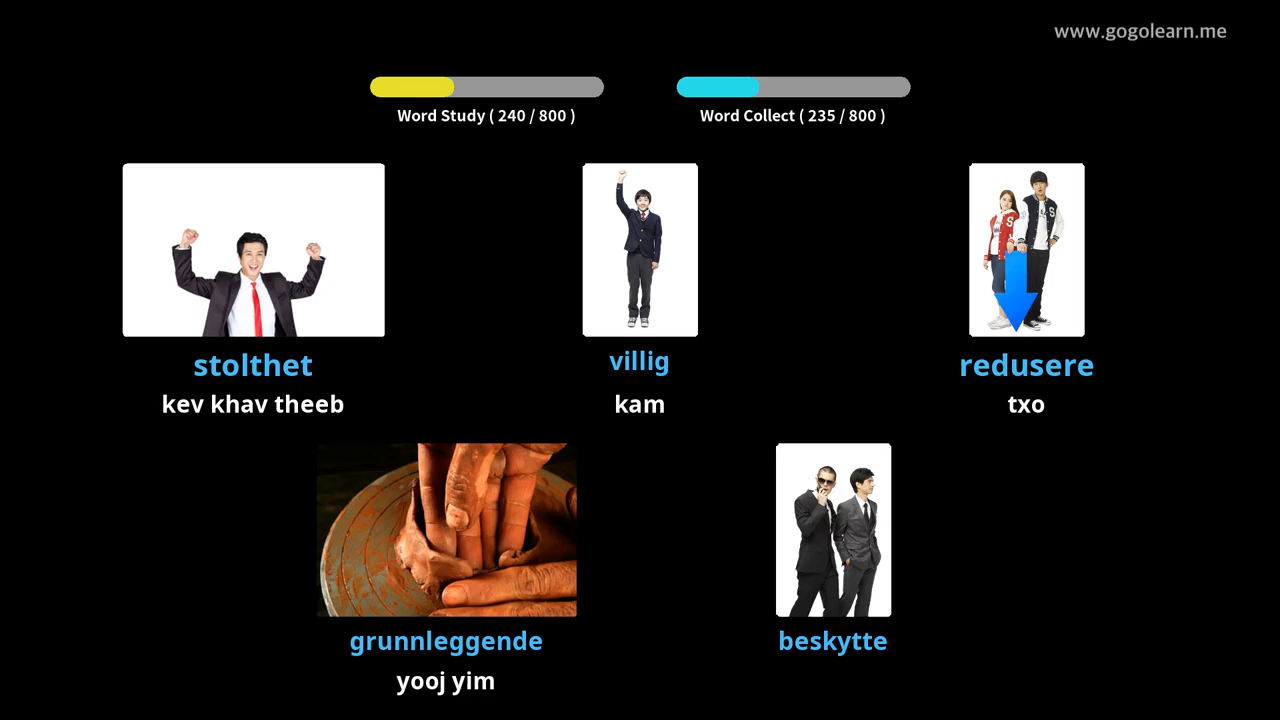 www.gogolearn.me
Word Study ( 240 / 800 )
Word Collect ( 235 / 800 )
stolthet
kev khav theeb
villig
kam
redusere
txo
grunnleggende
yooj yim
beskytte